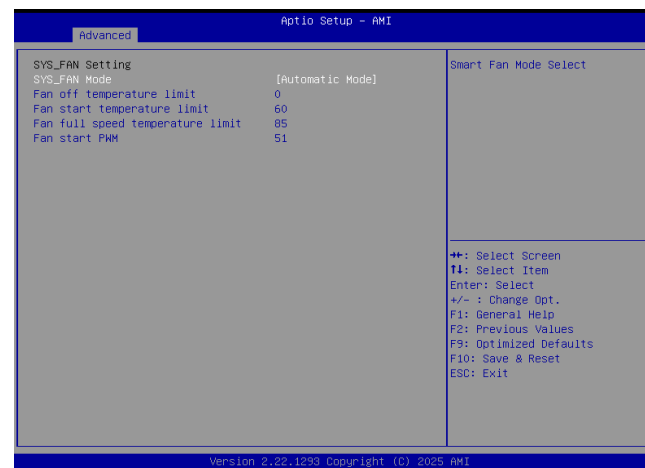 Aptio Setup – AMI
Advanced
SYS_FAN Setting
SYS_FAN Mode [Automatic Mode]
Fan off temperature limit 0
Fan start temperature limit 60
Fan full speed temperature limit 85
Fan start PWM 51
Smart Fan Mode Select
→←: Select Screen
↑↓: Select Item
Enter: Select
+/- : Change Opt.
F1: General Help
F2: Previous Values
F9: Optimized Defaults
F10: Save & Reset
ESC: Exit
Version 2.22.1293 Copyright (C) 2025 AMI